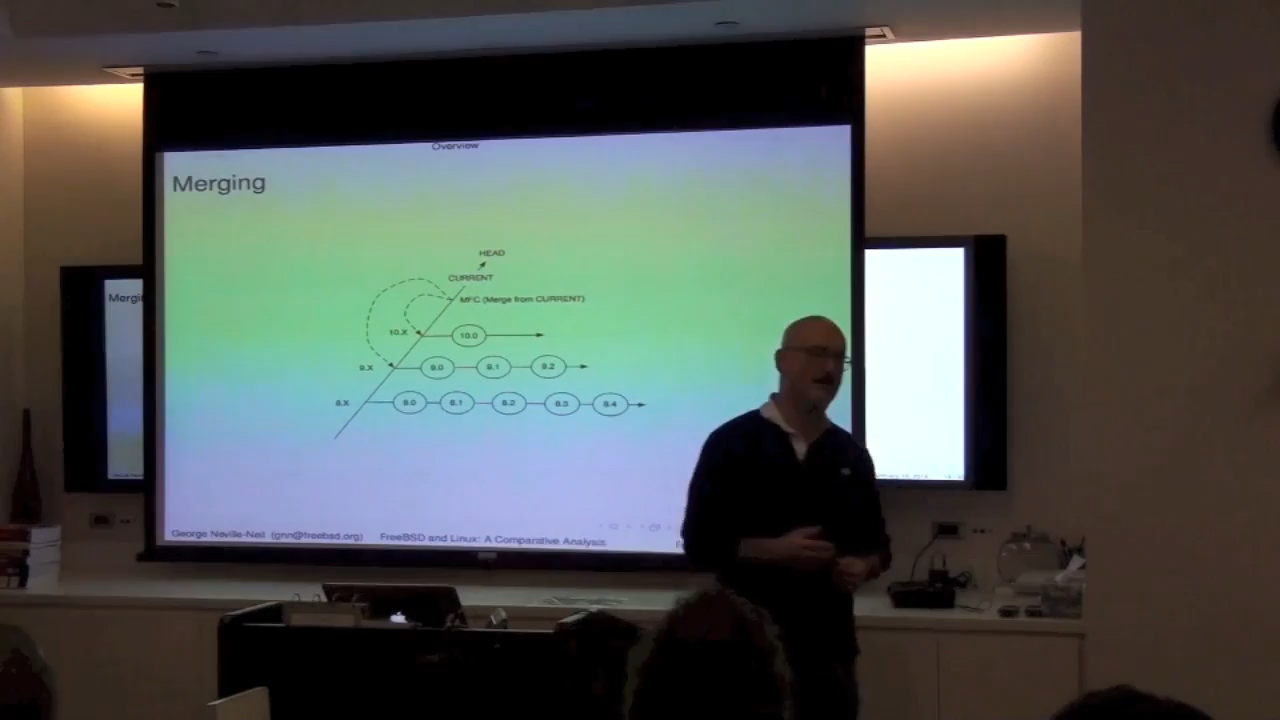 Overview
Merging
HEAD
CURRENT
MFC (Merge from CURRENT)
10.X
10.0
9.X
9.0
9.1
9.2
8.X
8.0
8.1
8.2
8.3
8.4
George Neville-Neil (gnn@freebsd.org)
FreeBSD and Linux: A Comparative Analysis
Mergin